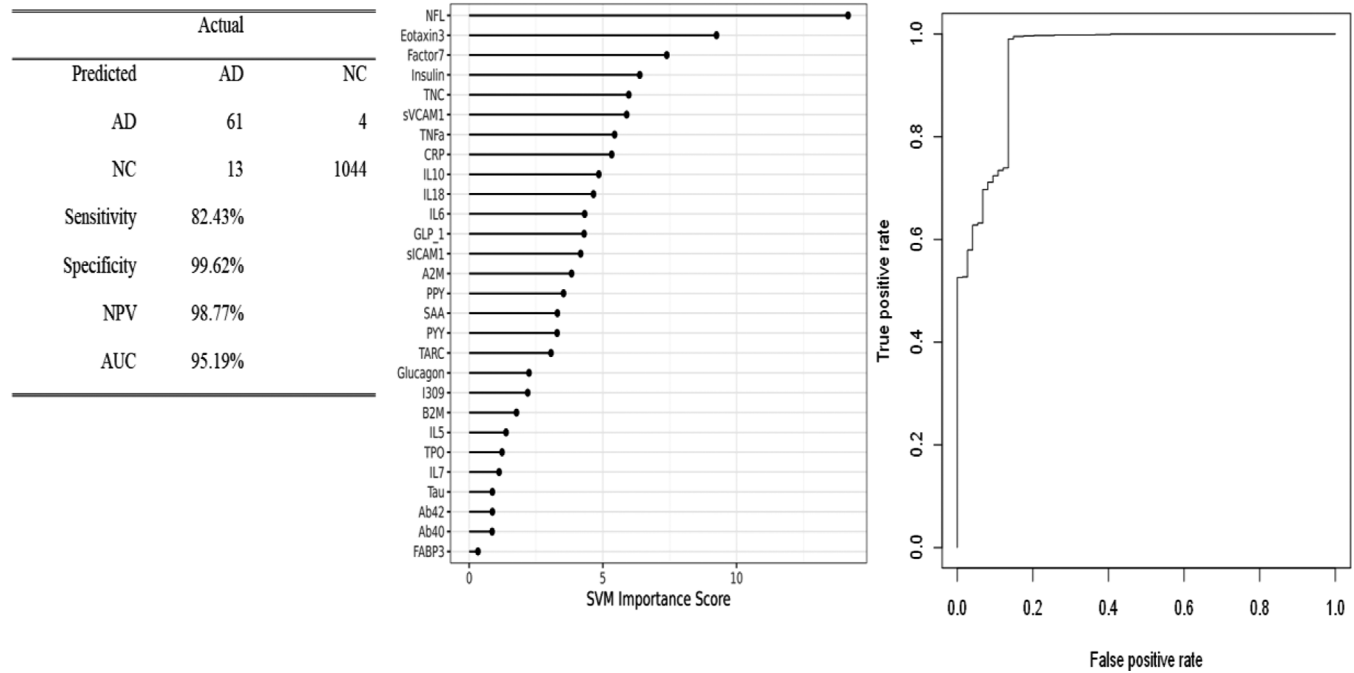 Actual
Predicted AD NC
AD 61 4
NC 13 1044
Sensitivity 82.43%
Specificity 99.62%
NPV 98.77%
AUC 95.19%
NFL
Eotaxin3
Factor7
Insulin
TNC
sVCAM1
TNFa
CRP
IL10
IL18
IL6
GLP_1
sICAM1
A2M
PPY
SAA
PYY
TARC
Glucagon
I309
B2M
IL5
TPO
IL7
Tau
Ab42
Ab40
FABP3
0 5 10
SVM Importance Score
True positive rate
1.0
0.8
0.6
0.4
0.2
0.0
0.0 0.2 0.4 0.6 0.8 1.0
False positive rate